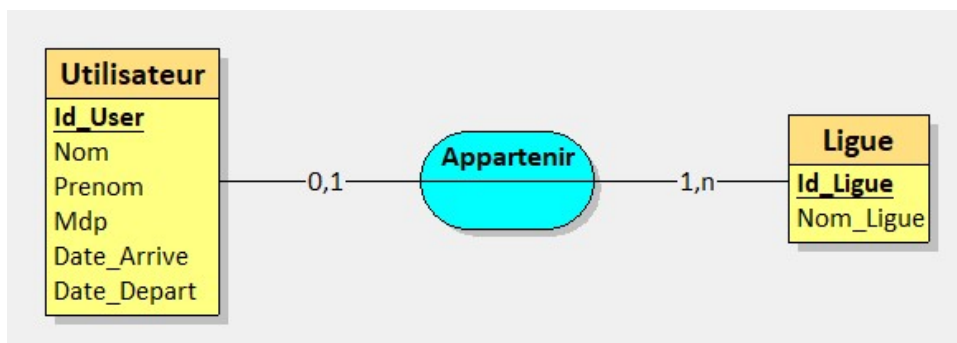 Utilisateur
Id_User
Nom
Prenom
Mdp
Date_Arrive
Date_Depart
0,1
Appartenir
1,n
Ligue
Id_Ligue
Nom_Ligue